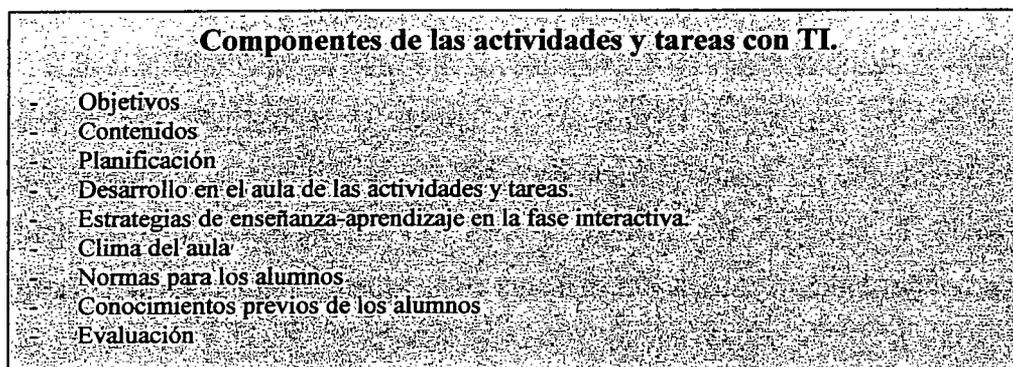 Componentes de las actividades y tareas con TI.
- Objetivos
- Contenidos
- Planificación
- Desarrollo en el aula de las actividades y tareas.
- Estrategias de enseñanza-aprendizaje en la fase interactiva.
- Clima del aula
- Normas para los alumnos
- Conocimientos previos de los alumnos
- Evaluación